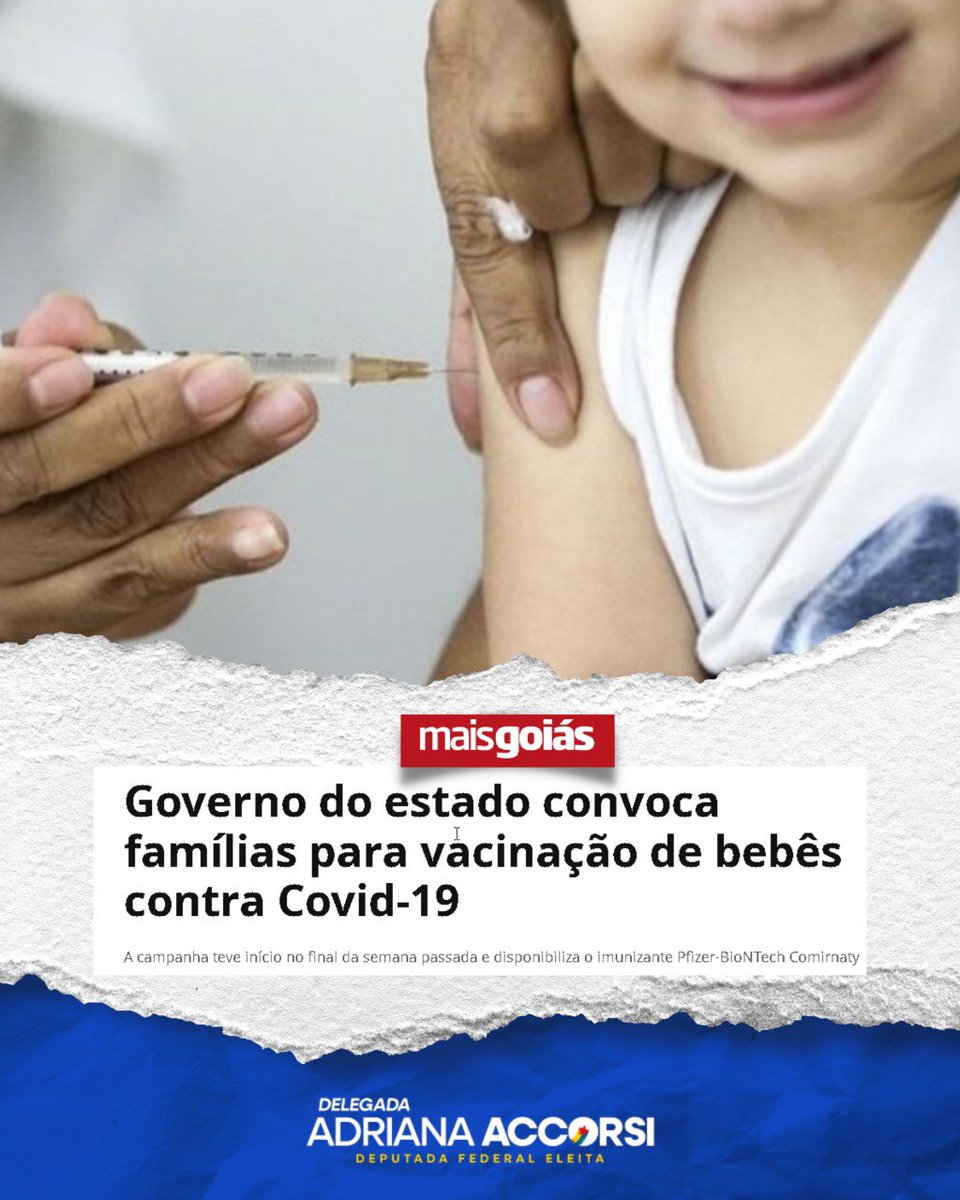 maisgoiás
Governo do estado convoca
famílias para vacinação de bebês
contra Covid-19
A campanha teve início no final da semana passada e disponibiliza o imunizante Pfizer-BioNTech Comirnaty
DELEGADA
ADRIANA ACCORSI
DEPUTADA FEDERAL ELEITA